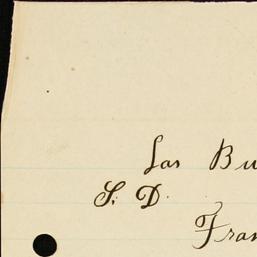 Las Bu
S. D.
Fran